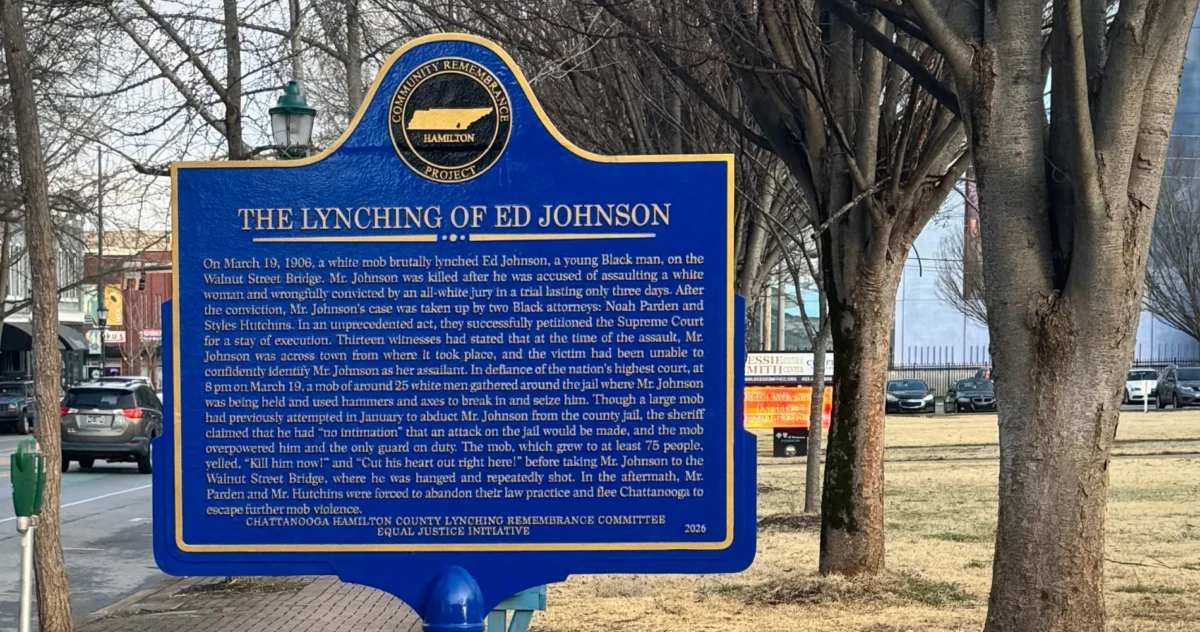 COMMUNITY REMEMBRANCE
HAMILTON
PROJECT
THE LYNCHING OF ED JOHNSON
On March 19, 1906, a white mob brutally lynched Ed Johnson, a young Black man, on the
Walnut Street Bridge. Mr. Johnson was killed after he was accused of assaulting a white
woman and wrongfully convicted by an all-white jury in a trial lasting only three days. After
the conviction, Mr. Johnson's case was taken up by two Black attorneys: Noah Parden and
Styles Hutchins. In an unprecedented act, they successfully petitioned the Supreme Court
for a stay of execution. Thirteen witnesses had stated that at the time of the assault, Mr.
Johnson was across town from where it took place, and the victim had been unable to
confidently identify Mr. Johnson as her assailant. In defiance of the nation's highest court, at
8 pm on March 19, a mob of around 25 white men gathered around the jail where Mr. Johnson
was being held and used hammers and axes to break in and seize him. Though a large mob
had previously attempted in January to abduct Mr. Johnson from the county jail, the sheriff
claimed that he had "no intimation" that an attack on the jail would be made, and the mob
overpowered him and the only guard on duty. The mob, which grew to at least 75 people,
yelled, "Kill him now!" and "Cut his heart out right here!" before taking Mr. Johnson to the
Walnut Street Bridge, where he was hanged and repeatedly shot. In the aftermath, Mr.
Parden and Mr. Hutchins were forced to abandon their law practice and flee Chattanooga to
escape further mob violence.
CHATTANOOGA HAMILTON COUNTY LYNCHING REMEMBRANCE COMMITTEE
EQUAL JUSTICE INITIATIVE
2026
ESSIE
MITH
CENTER